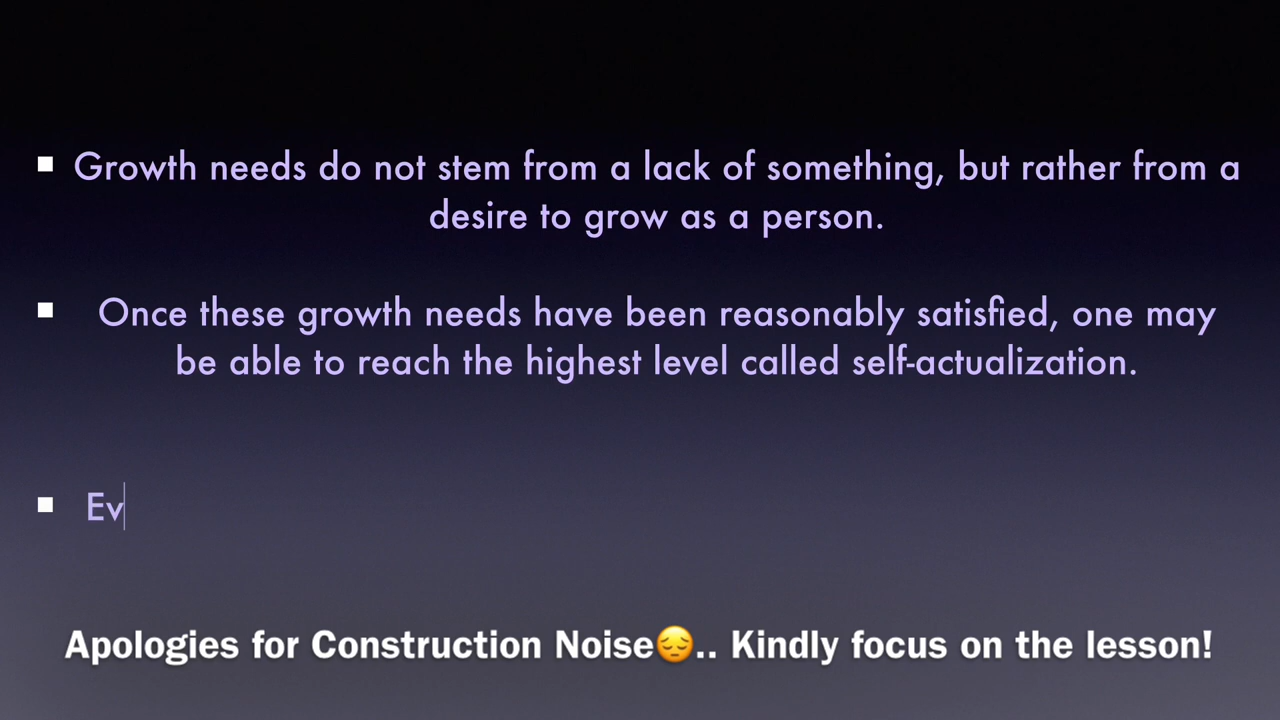 ▪ Growth needs do not stem from a lack of something, but rather from a
desire to grow as a person.
▪ Once these growth needs have been reasonably satisfied, one may
be able to reach the highest level called self-actualization.
▪ Ev
Apologies for Construction Noise😔.. Kindly focus on the lesson!